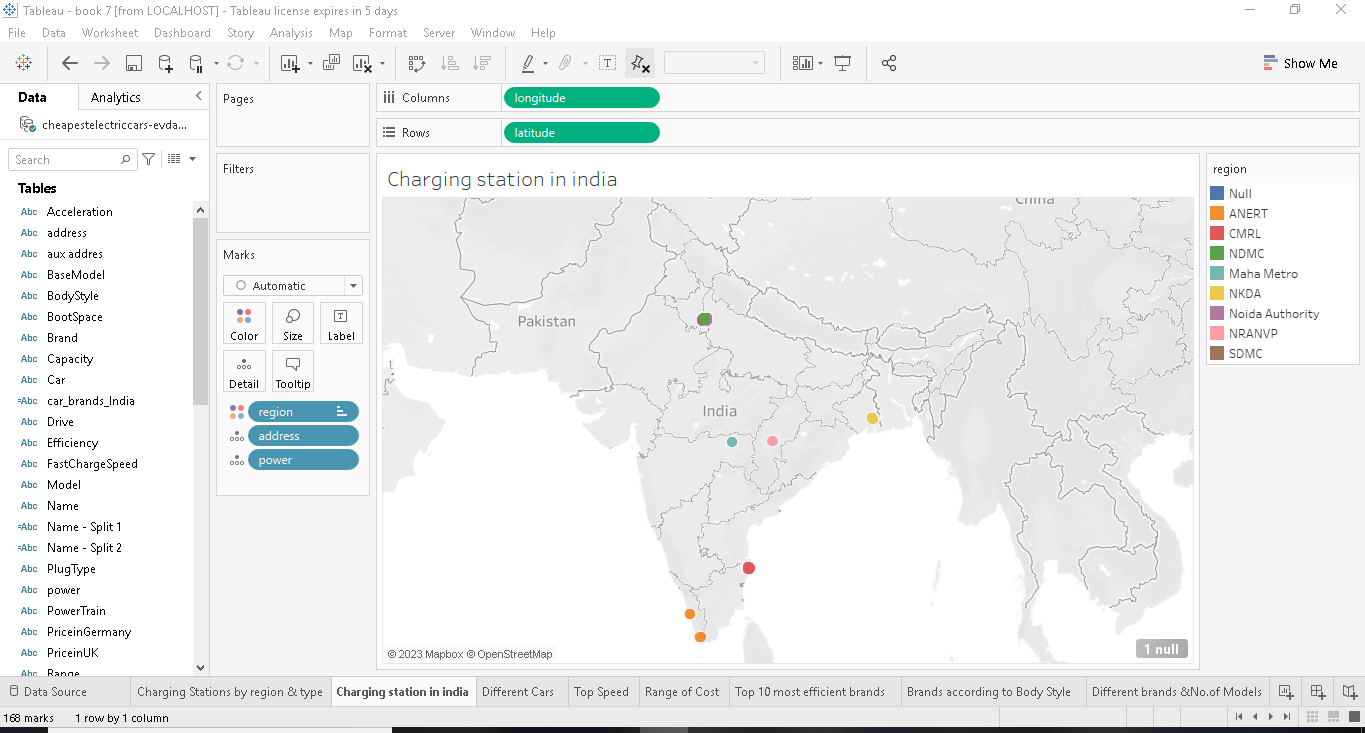 Tableau - book 7 [from LOCALHOST] - Tableau license expires in 5 days
File Data Worksheet Dashboard Story Analysis Map Format Server Window Help
Show Me
Data Analytics
cheapestelectriccars-evda...
Search
Tables
Abc Acceleration
Abc address
Abc aux addres
Abc BaseModel
Abc BodyStyle
Abc BootSpace
Abc Brand
Abc Capacity
Abc Car
=Abc car_brands_India
Abc Drive
Abc Efficiency
Abc FastChargeSpeed
Abc Model
Abc Name
=Abc Name - Split 1
=Abc Name - Split 2
Abc PlugType
Abc power
Abc PowerTrain
Abc PriceinGermany
Abc PriceinUK
Abc Range
Pages
Filters
Marks
Automatic
Color Size Label
Detail Tooltip
region
address
power
Columns longitude
Rows latitude
Charging station in india
China
Pakistan
India
© 2023 Mapbox © OpenStreetMap
1 null
region
Null
ANERT
CMRL
NDMC
Maha Metro
NKDA
Noida Authority
NRANVP
SDMC
Data Source Charging Stations by region & type Charging station in india Different Cars Top Speed Range of Cost Top 10 most efficient brands Brands according to Body Style Different brands &No.of Models
168 marks 1 row by 1 column